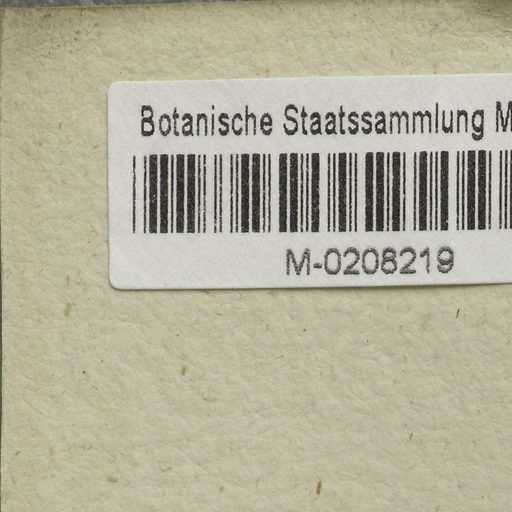 Botanische Staatssammlung M
M-0208219